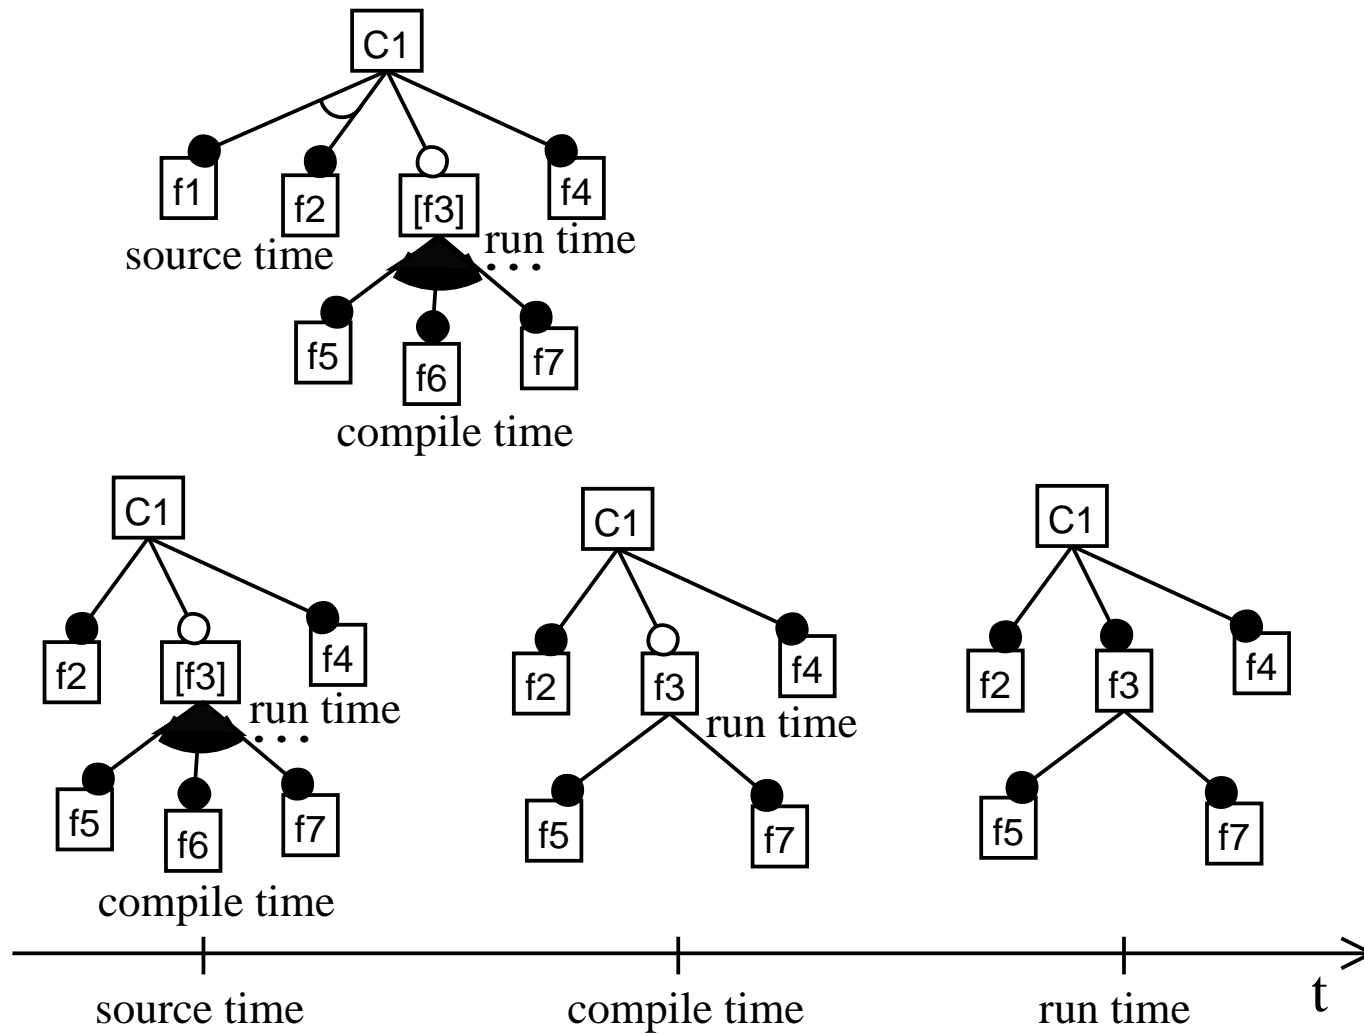 C1
f1
f2
[f3]
f4
source time
run time
...
f5
f6
f7
compile time
C1
f2
[f3]
f4
run time
...
f5
f6
f7
compile time
C1
f2
f3
f4
run time
f5
f7
C1
f2
f3
f4
f5
f7
source time
compile time
run time
t